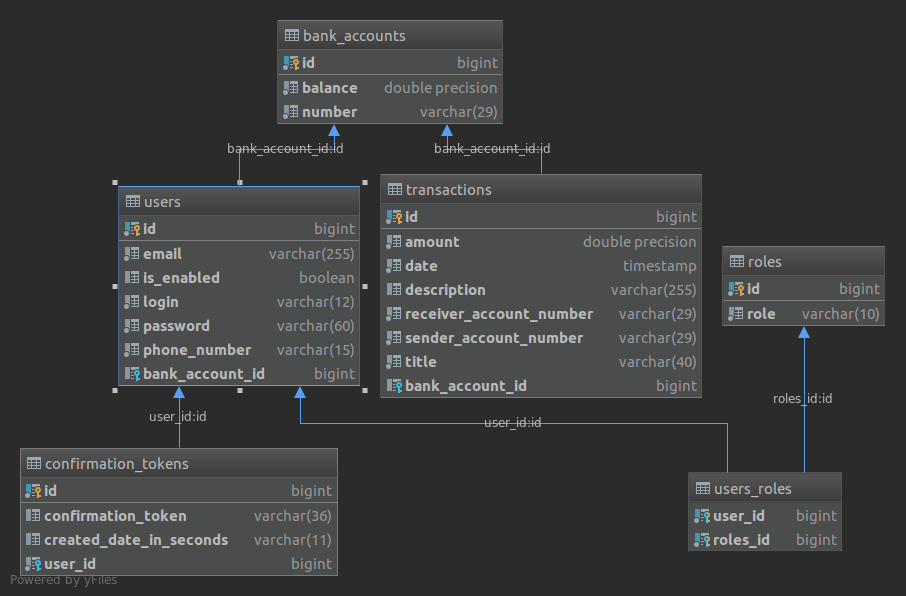 bank_accounts
id bigint
balance double precision
number varchar(29)
bank_account_id:id
bank_account_id:id
users
id bigint
email varchar(255)
is_enabled boolean
login varchar(12)
password varchar(60)
phone_number varchar(15)
bank_account_id bigint
transactions
id bigint
amount double precision
date timestamp
description varchar(255)
receiver_account_number varchar(29)
sender_account_number varchar(29)
title varchar(40)
bank_account_id bigint
roles
id bigint
role varchar(10)
user_id:id
user_id:id
roles_id:id
confirmation_tokens
id bigint
confirmation_token varchar(36)
created_date_in_seconds varchar(11)
user_id bigint
users_roles
user_id bigint
roles_id bigint
Powered by yFiles